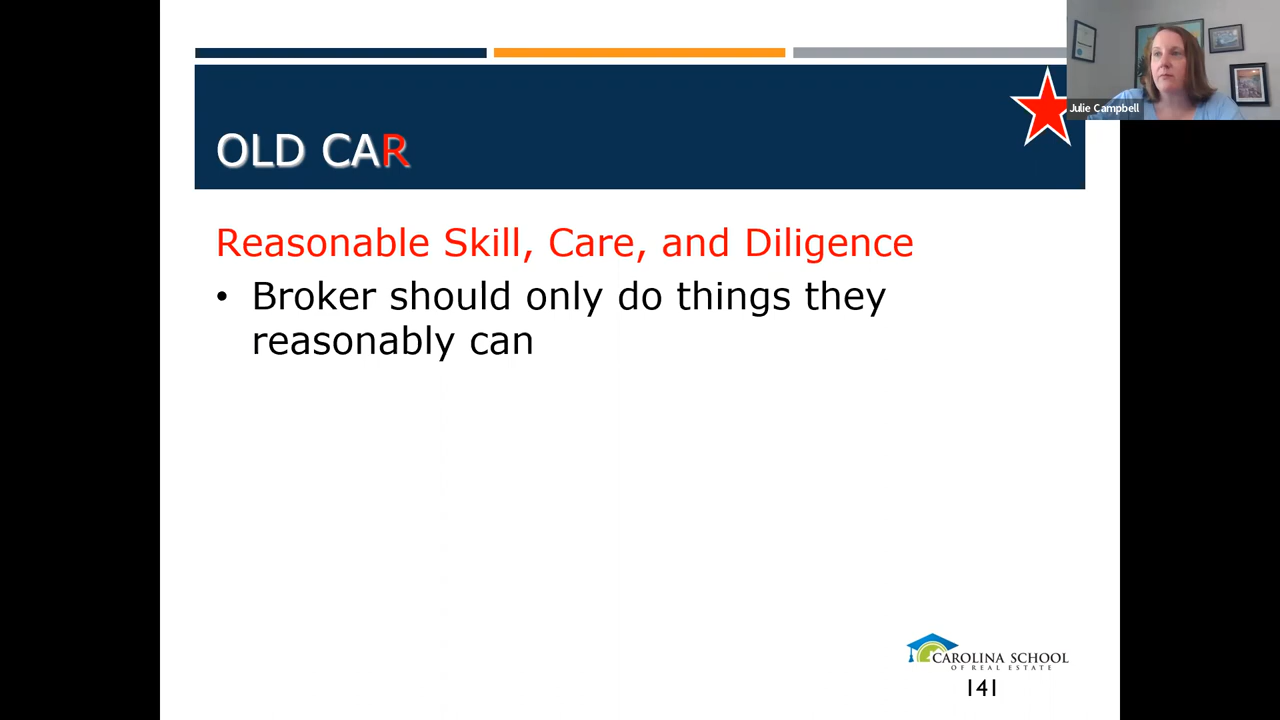 Julie Campbell
OLD CAR
Reasonable Skill, Care, and Diligence
• Broker should only do things they
reasonably can
CAROLINA SCHOOL
OF REAL ESTATE
141